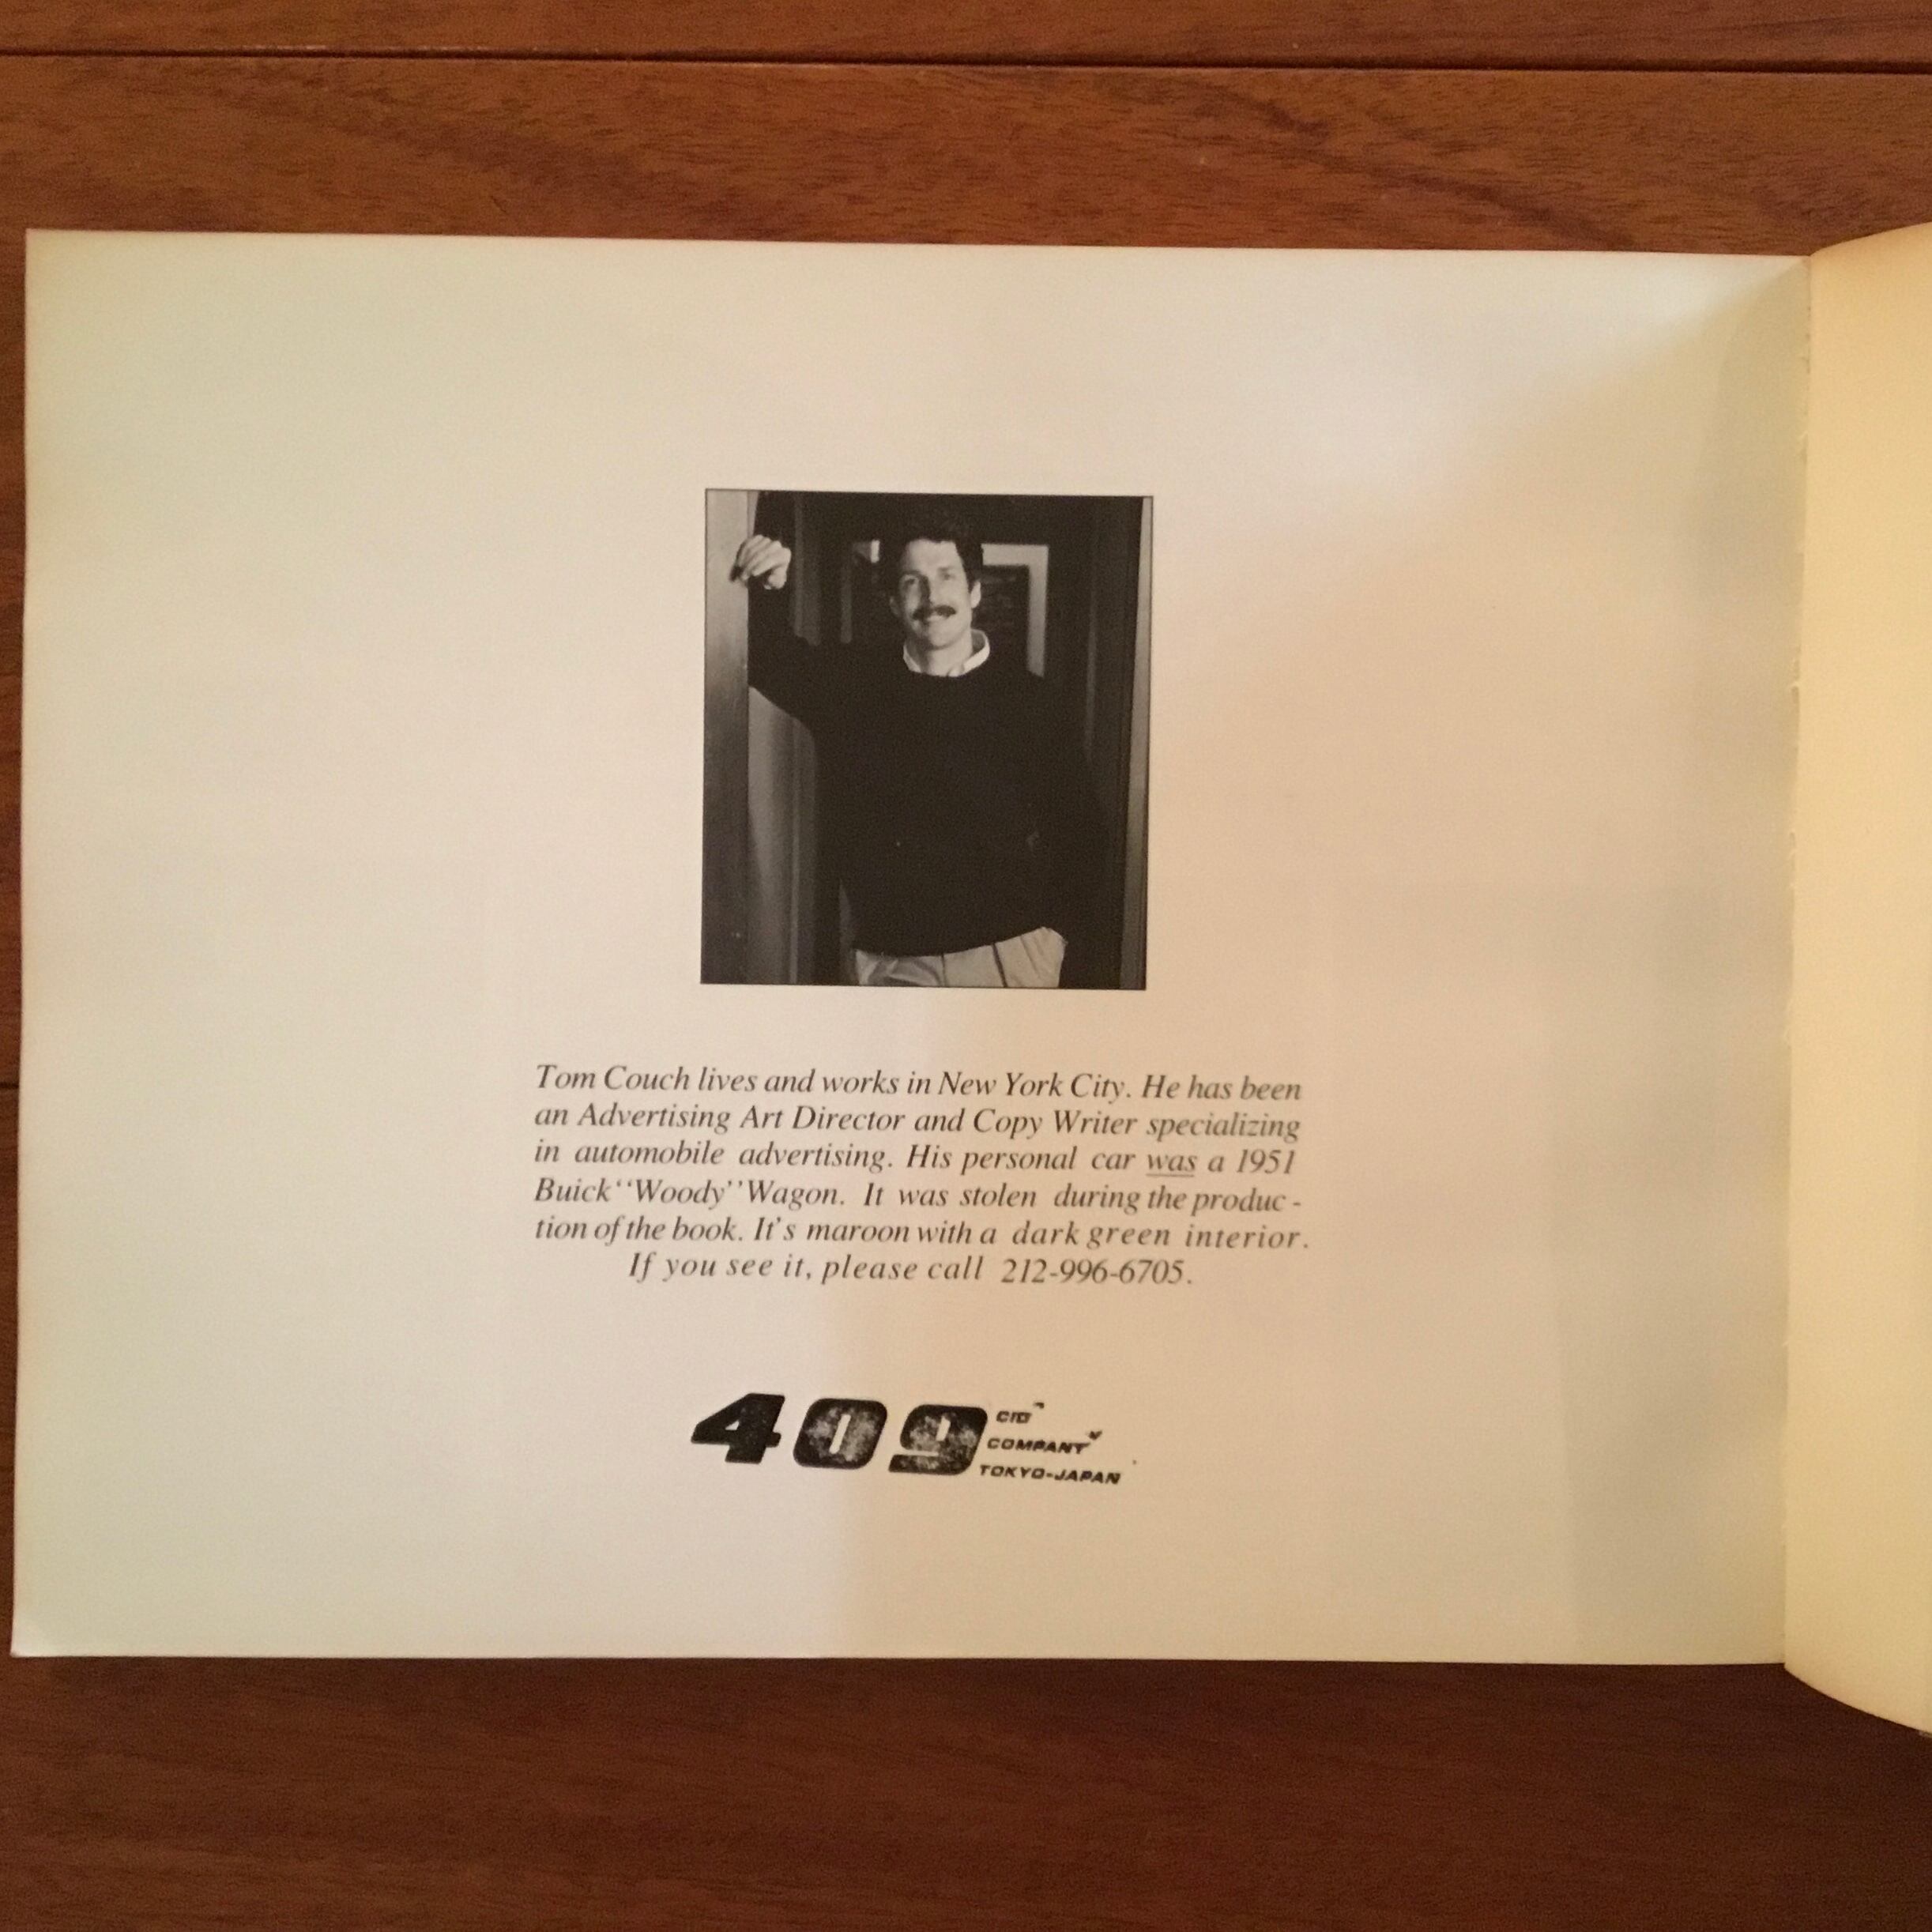 Tom Couch lives and works in New York City. He has been
an Advertising Art Director and Copy Writer specializing
in automobile advertising. His personal car was a 1951
Buick ‘‘Woody’’ Wagon. It was stolen during the produc -
tion of the book. It's maroon with a dark green interior.
If you see it, please call 212-996-6705.
409
COMPANY
TOKYO-JAPAN